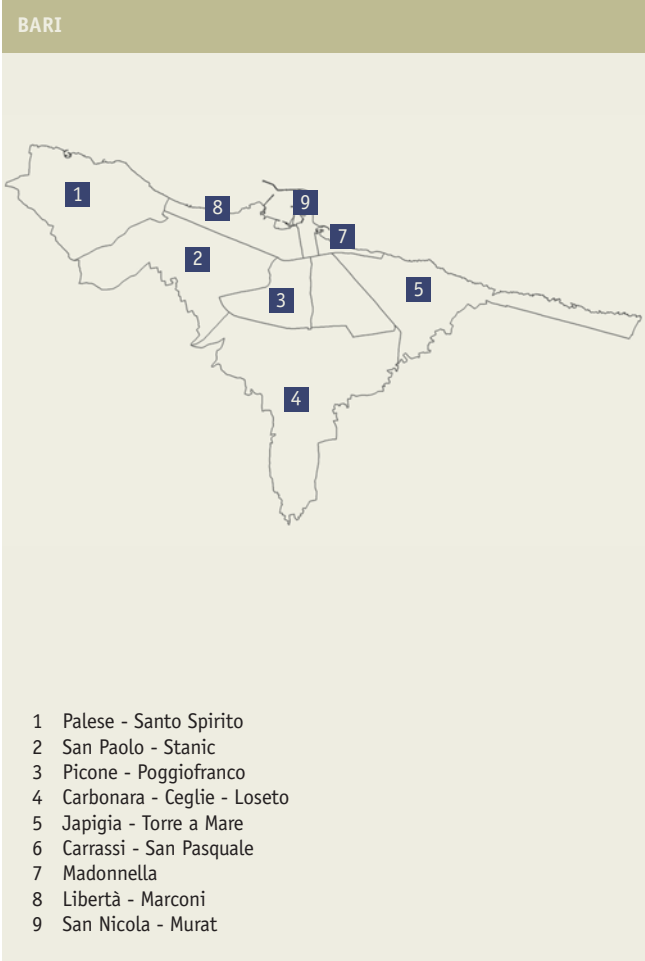 BARI
1
8
9
7
2
5
3
4
1 Palese - Santo Spirito
2 San Paolo - Stanic
3 Picone - Poggiofranco
4 Carbonara - Ceglie - Loseto
5 Japigia - Torre a Mare
6 Carrassi - San Pasquale
7 Madonnella
8 Libertà - Marconi
9 San Nicola - Murat